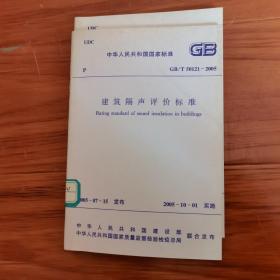 UDC
UDC
中华人民共和国国家标准
GB
P
GB/T 50121-2005
建筑隔声评价标准
Rating standard of sound insulation in buildings
005-07-15 发布
2005-10-01 实施
中华人民共和国建设部
中华人民共和国国家质量监督检验检疫总局
联合发布